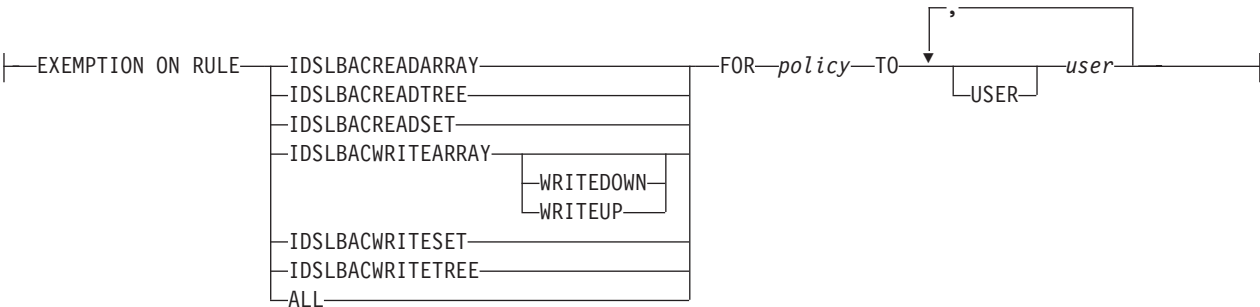 ,
EXEMPTION ON RULE IDSLBACREADARRAY FOR policy TO user
IDSLBACREADTREE USER
IDSLBACREADSET
IDSLBACWRITEARRAY
WRITEDOWN
WRITEUP
IDSLBACWRITESET
IDSLBACWRITETREE
ALL